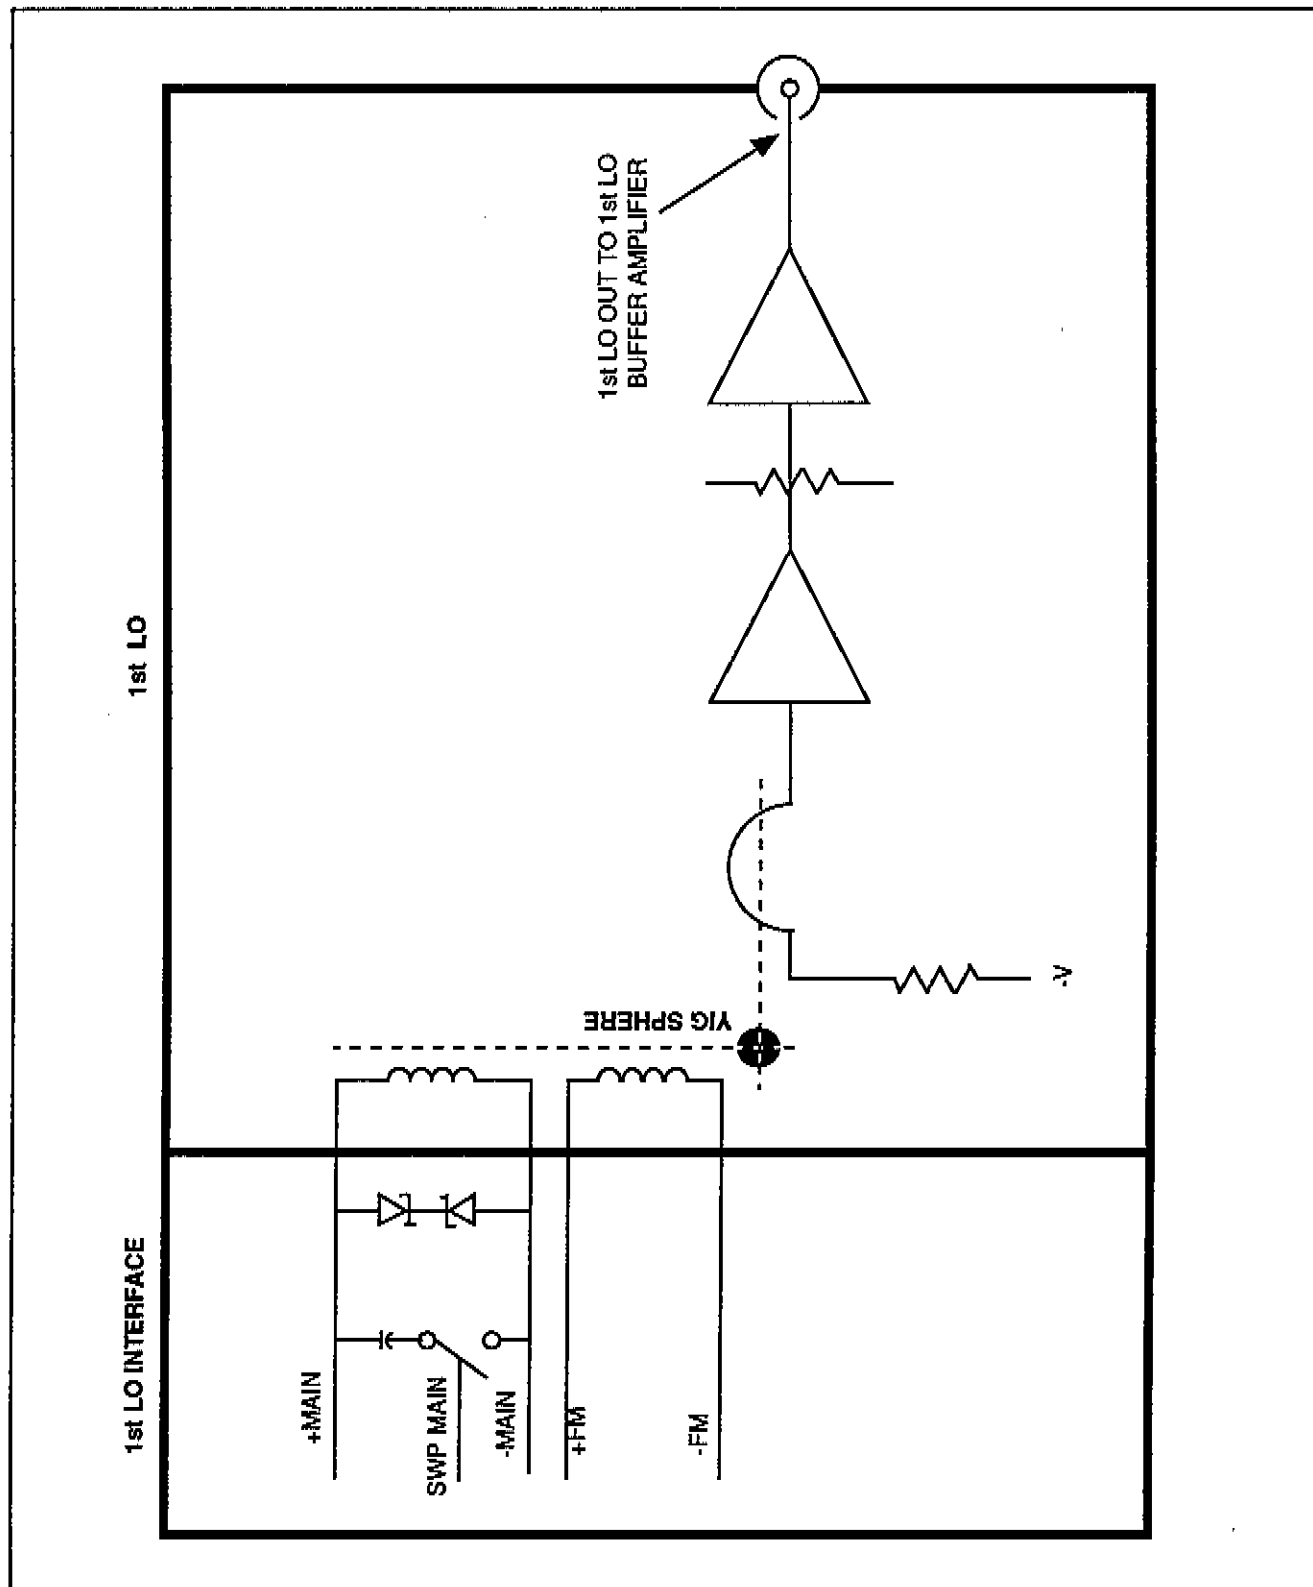 1st LO INTERFACE
1st LO
+MAIN
SWP MAIN
-MAIN
+FM
-FM
YIG SPHERE
-V
1st LO OUT TO 1st LO
BUFFER AMPLIFIER